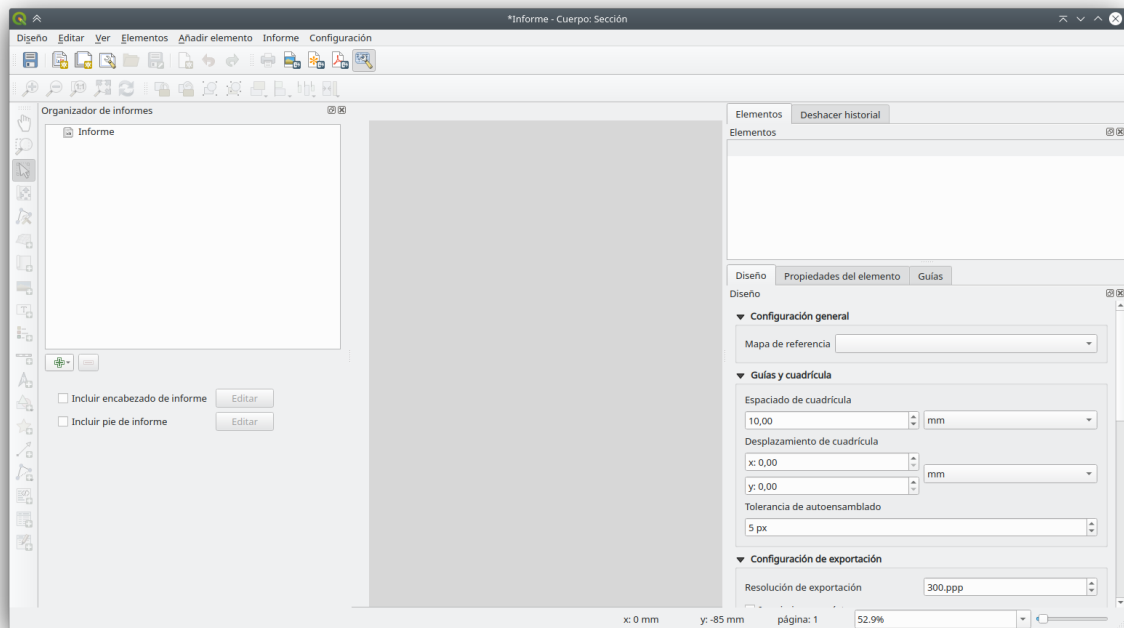 *Informe - Cuerpo: Sección
Diseño Editar Ver Elementos Añadir elemento Informe Configuración
Organizador de informes
Informe
Incluir encabezado de informe Editar
Incluir pie de informe Editar
Elementos Deshacer historial
Elementos
Diseño Propiedades del elemento Guías
Diseño
Configuración general
Mapa de referencia
Guías y cuadrícula
Espaciado de cuadrícula
10,00 mm
Desplazamiento de cuadrícula
x: 0,00
mm
y: 0,00
Tolerancia de autoensamblado
5 px
Configuración de exportación
Resolución de exportación 300.ppp
x: 0 mm y: -85 mm página: 1 52.9%